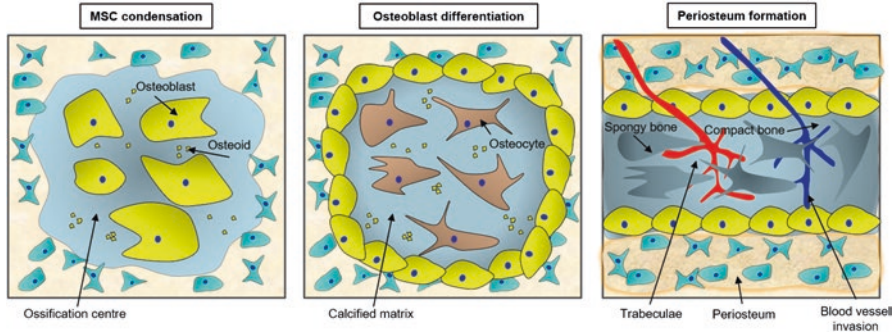 MSC condensation
Osteoblast differentiation
Periosteum formation
Osteoblast
Osteoid
Ossification centre
Osteocyte
Calcified matrix
Spongy bone
Compact bone
Trabeculae
Periosteum
Blood vessell
invasion